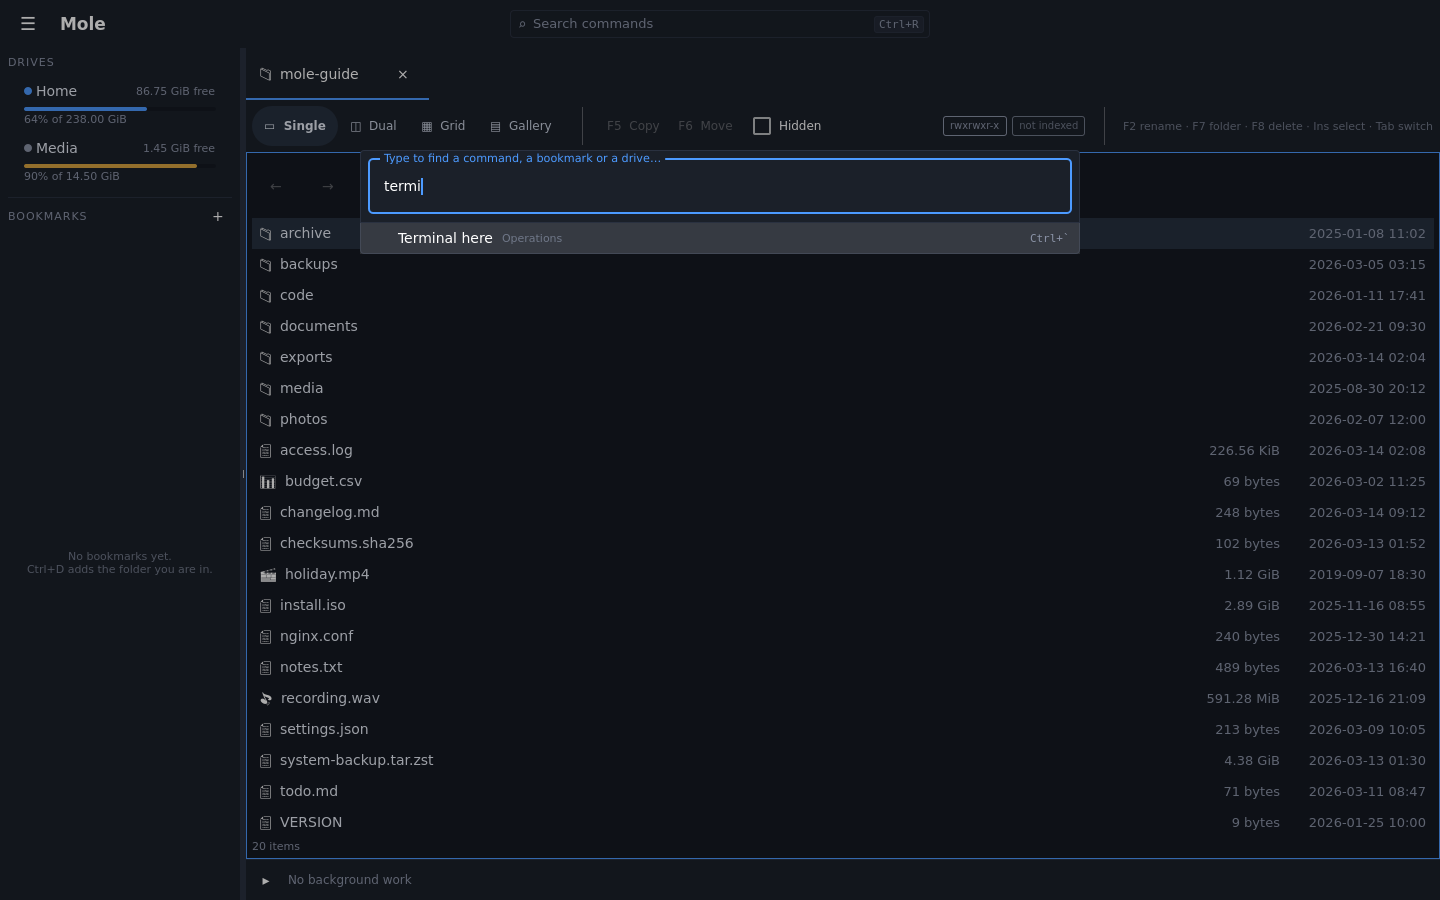 ☰ Mole
⌕ Search commands Ctrl+R
DRIVES
Home 86.75 GiB free
64% of 238.00 GiB
Media 1.45 GiB free
90% of 14.50 GiB
BOOKMARKS +
No bookmarks yet.
Ctrl+D adds the folder you are in.
mole-guide ×
Single Dual Grid Gallery F5 Copy F6 Move Hidden rwxrwxr-x not indexed F2 rename · F7 folder · F8 delete · Ins select · Tab switch
← →
Type to find a command, a bookmark or a drive...
termi
Terminal here Operations Ctrl+`
archive 2025-01-08 11:02
backups 2026-03-05 03:15
code 2026-01-11 17:41
documents 2026-02-21 09:30
exports 2026-03-14 02:04
media 2025-08-30 20:12
photos 2026-02-07 12:00
access.log 226.56 KiB 2026-03-14 02:08
budget.csv 69 bytes 2026-03-02 11:25
changelog.md 248 bytes 2026-03-14 09:12
checksums.sha256 102 bytes 2026-03-13 01:52
holiday.mp4 1.12 GiB 2019-09-07 18:30
install.iso 2.89 GiB 2025-11-16 08:55
nginx.conf 240 bytes 2025-12-30 14:21
notes.txt 489 bytes 2026-03-13 16:40
recording.wav 591.28 MiB 2025-12-16 21:09
settings.json 213 bytes 2026-03-09 10:05
system-backup.tar.zst 4.38 GiB 2026-03-13 01:30
todo.md 71 bytes 2026-03-11 08:47
VERSION 9 bytes 2026-01-25 10:00
20 items
▸ No background work